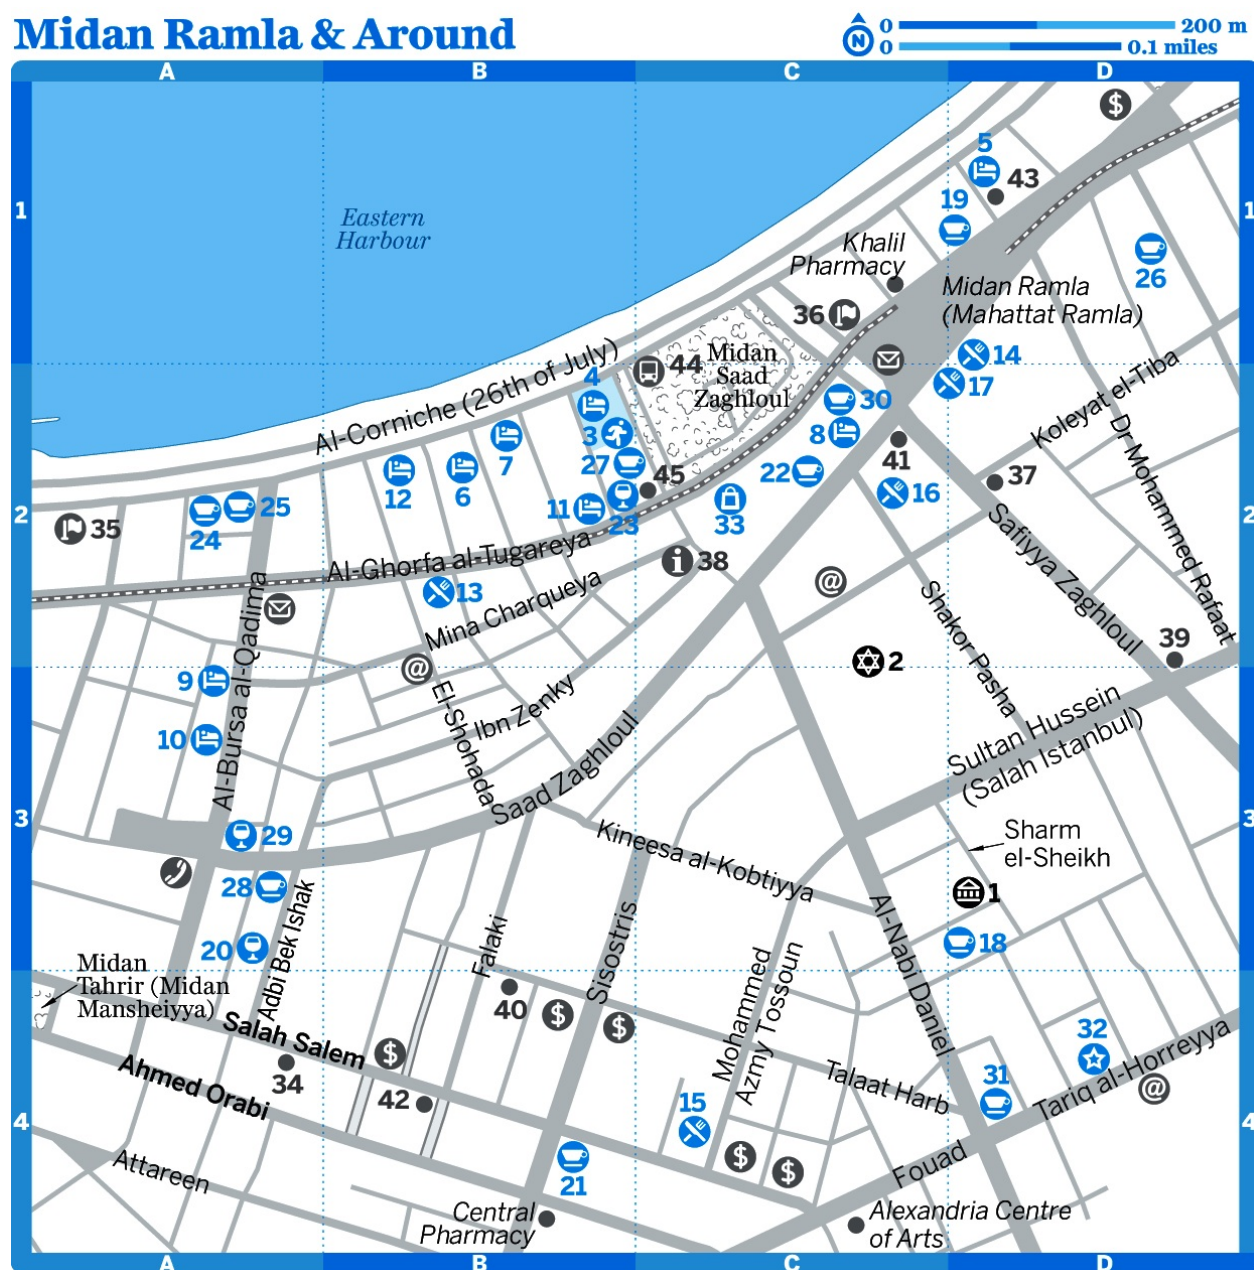 Midan Ramla & Around
N
0
200 m
0
0.1 miles
A
B
C
D
1
1
$
5
43
19
Eastern
Harbour
Khalil
Pharmacy
26
36
Midan Ramla
(Mahattat Ramla)
14
17
44
Midan
Saad
Zaghloul
Al-Corniche (26th of July)
4
30
Koleyat el-Tiba
Dr Mohammed Rafaat
3
8
7
27
45
22
41
37
12
6
16
11
23
33
25
24
35
2
2
Al-Ghorfa al-Tugareya
38
@
Safiyya Zaghloul
13
Mina Charqueya
Shakor Pasha
Al-Bursa al-Qadima
@
2
39
9
El-Shohada
Ibn Zenky
10
Sultan Hussein
(Salah Istanbul)
Saad Zaghloul
3
3
29
Kineesa al-Kobtiyya
Sharm
el-Sheikh
28
1
Adbi Bek Ishak
Al-Nabi Daniel
20
Falaki
Sisostris
18
Midan
Tahrir (Midan
Mansheiyya)
Mohammed
Azmy Tossoun
40
$
$
Salah Salem
$
32
34
Ahmed Orabi
42
Talaat Harb
31
Tariq al-Horreyya
@
15
4
4
$
$
Attareen
21
Fouad
Central
Pharmacy
Alexandria Centre
of Arts
A
B
C
D